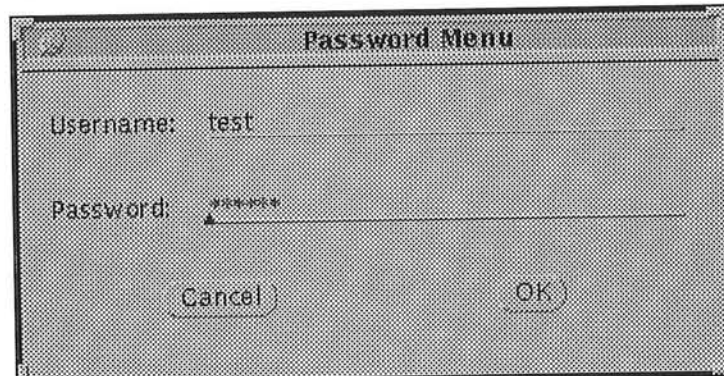 Password Menu
Username: test
Password: ******
Cancel OK